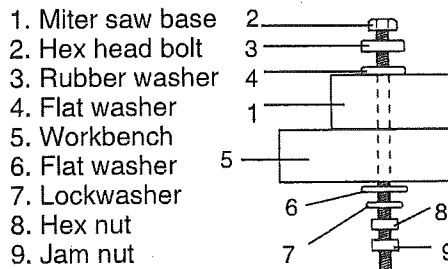 1. Miter saw base
2. Hex head bolt
3. Rubber washer
4. Flat washer
5. Workbench
6. Flat washer
7. Lockwasher
8. Hex nut
9. Jam nut
2
3
4
1
5
6
7
8
9